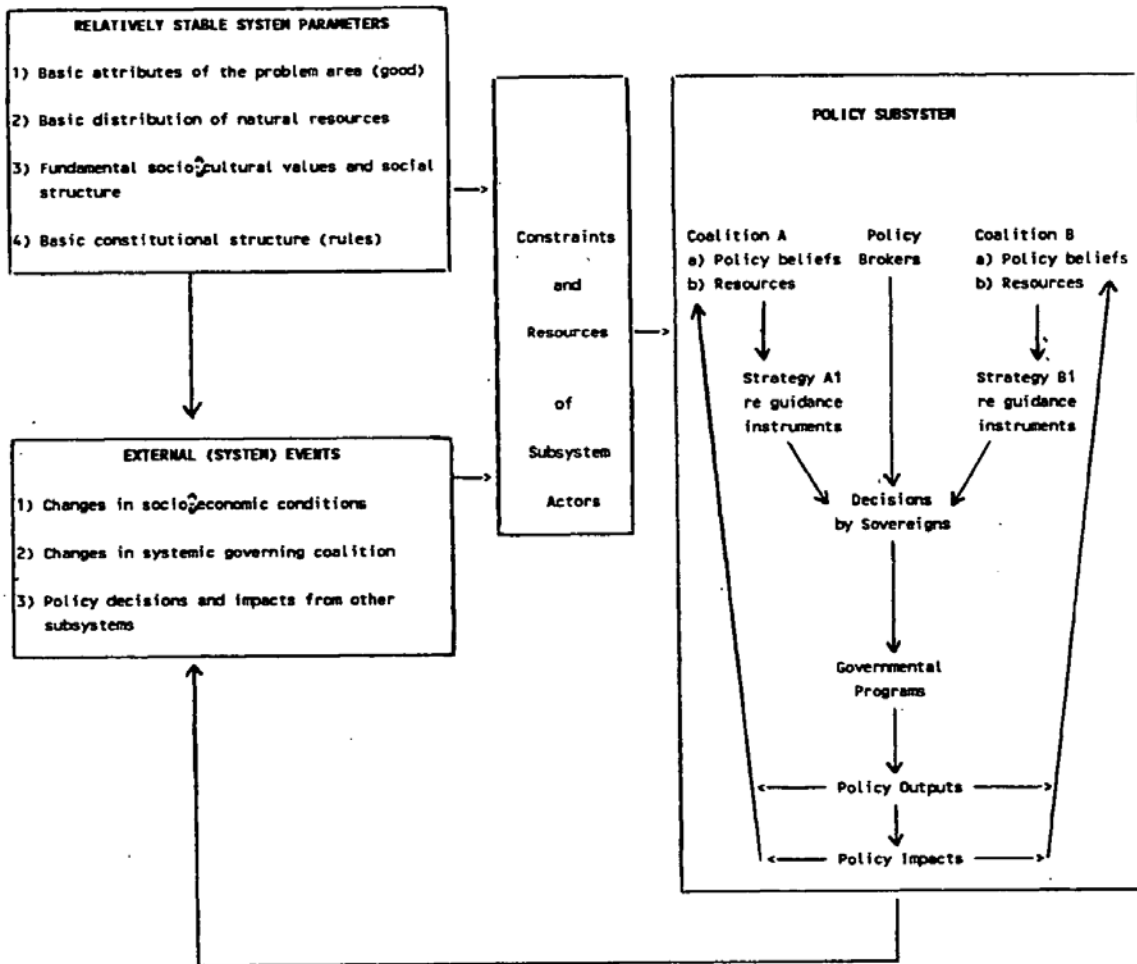 RELATIVELY STABLE SYSTEM PARAMETERS
1) Basic attributes of the problem area (good)
2) Basic distribution of natural resources
3) Fundamental socio-cultural values and social
structure
4) Basic constitutional structure (rules)
EXTERNAL (SYSTEM) EVENTS
1) Changes in socio-economic conditions
2) Changes in systemic governing coalition
3) Policy decisions and impacts from other
subsystems
Constraints
and
Resources
of
Subsystem
Actors
POLICY SUBSYSTEM
Coalition A
a) Policy beliefs
b) Resources
Policy
Brokers
Coalition B
a) Policy beliefs
b) Resources
Strategy A1
re guidance
instruments
Strategy B1
re guidance
instruments
Decisions
by Sovereigns
Governmental
Programs
Policy Outputs
Policy Impacts